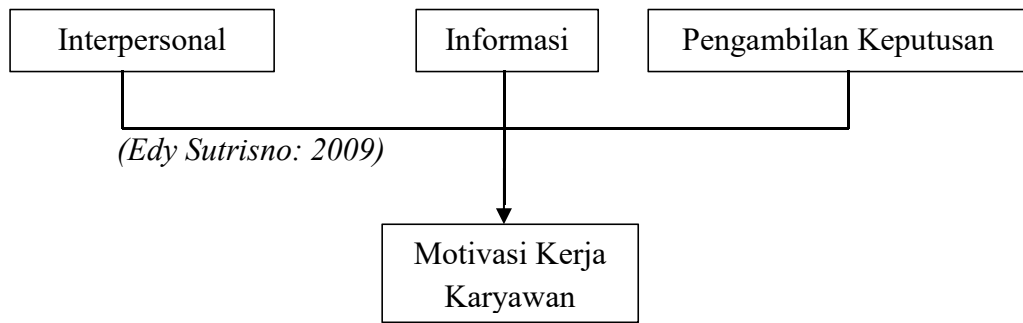 Interpersonal
Informasi
Pengambilan Keputusan
(Edy Sutrisno: 2009)
Motivasi Kerja
Karyawan